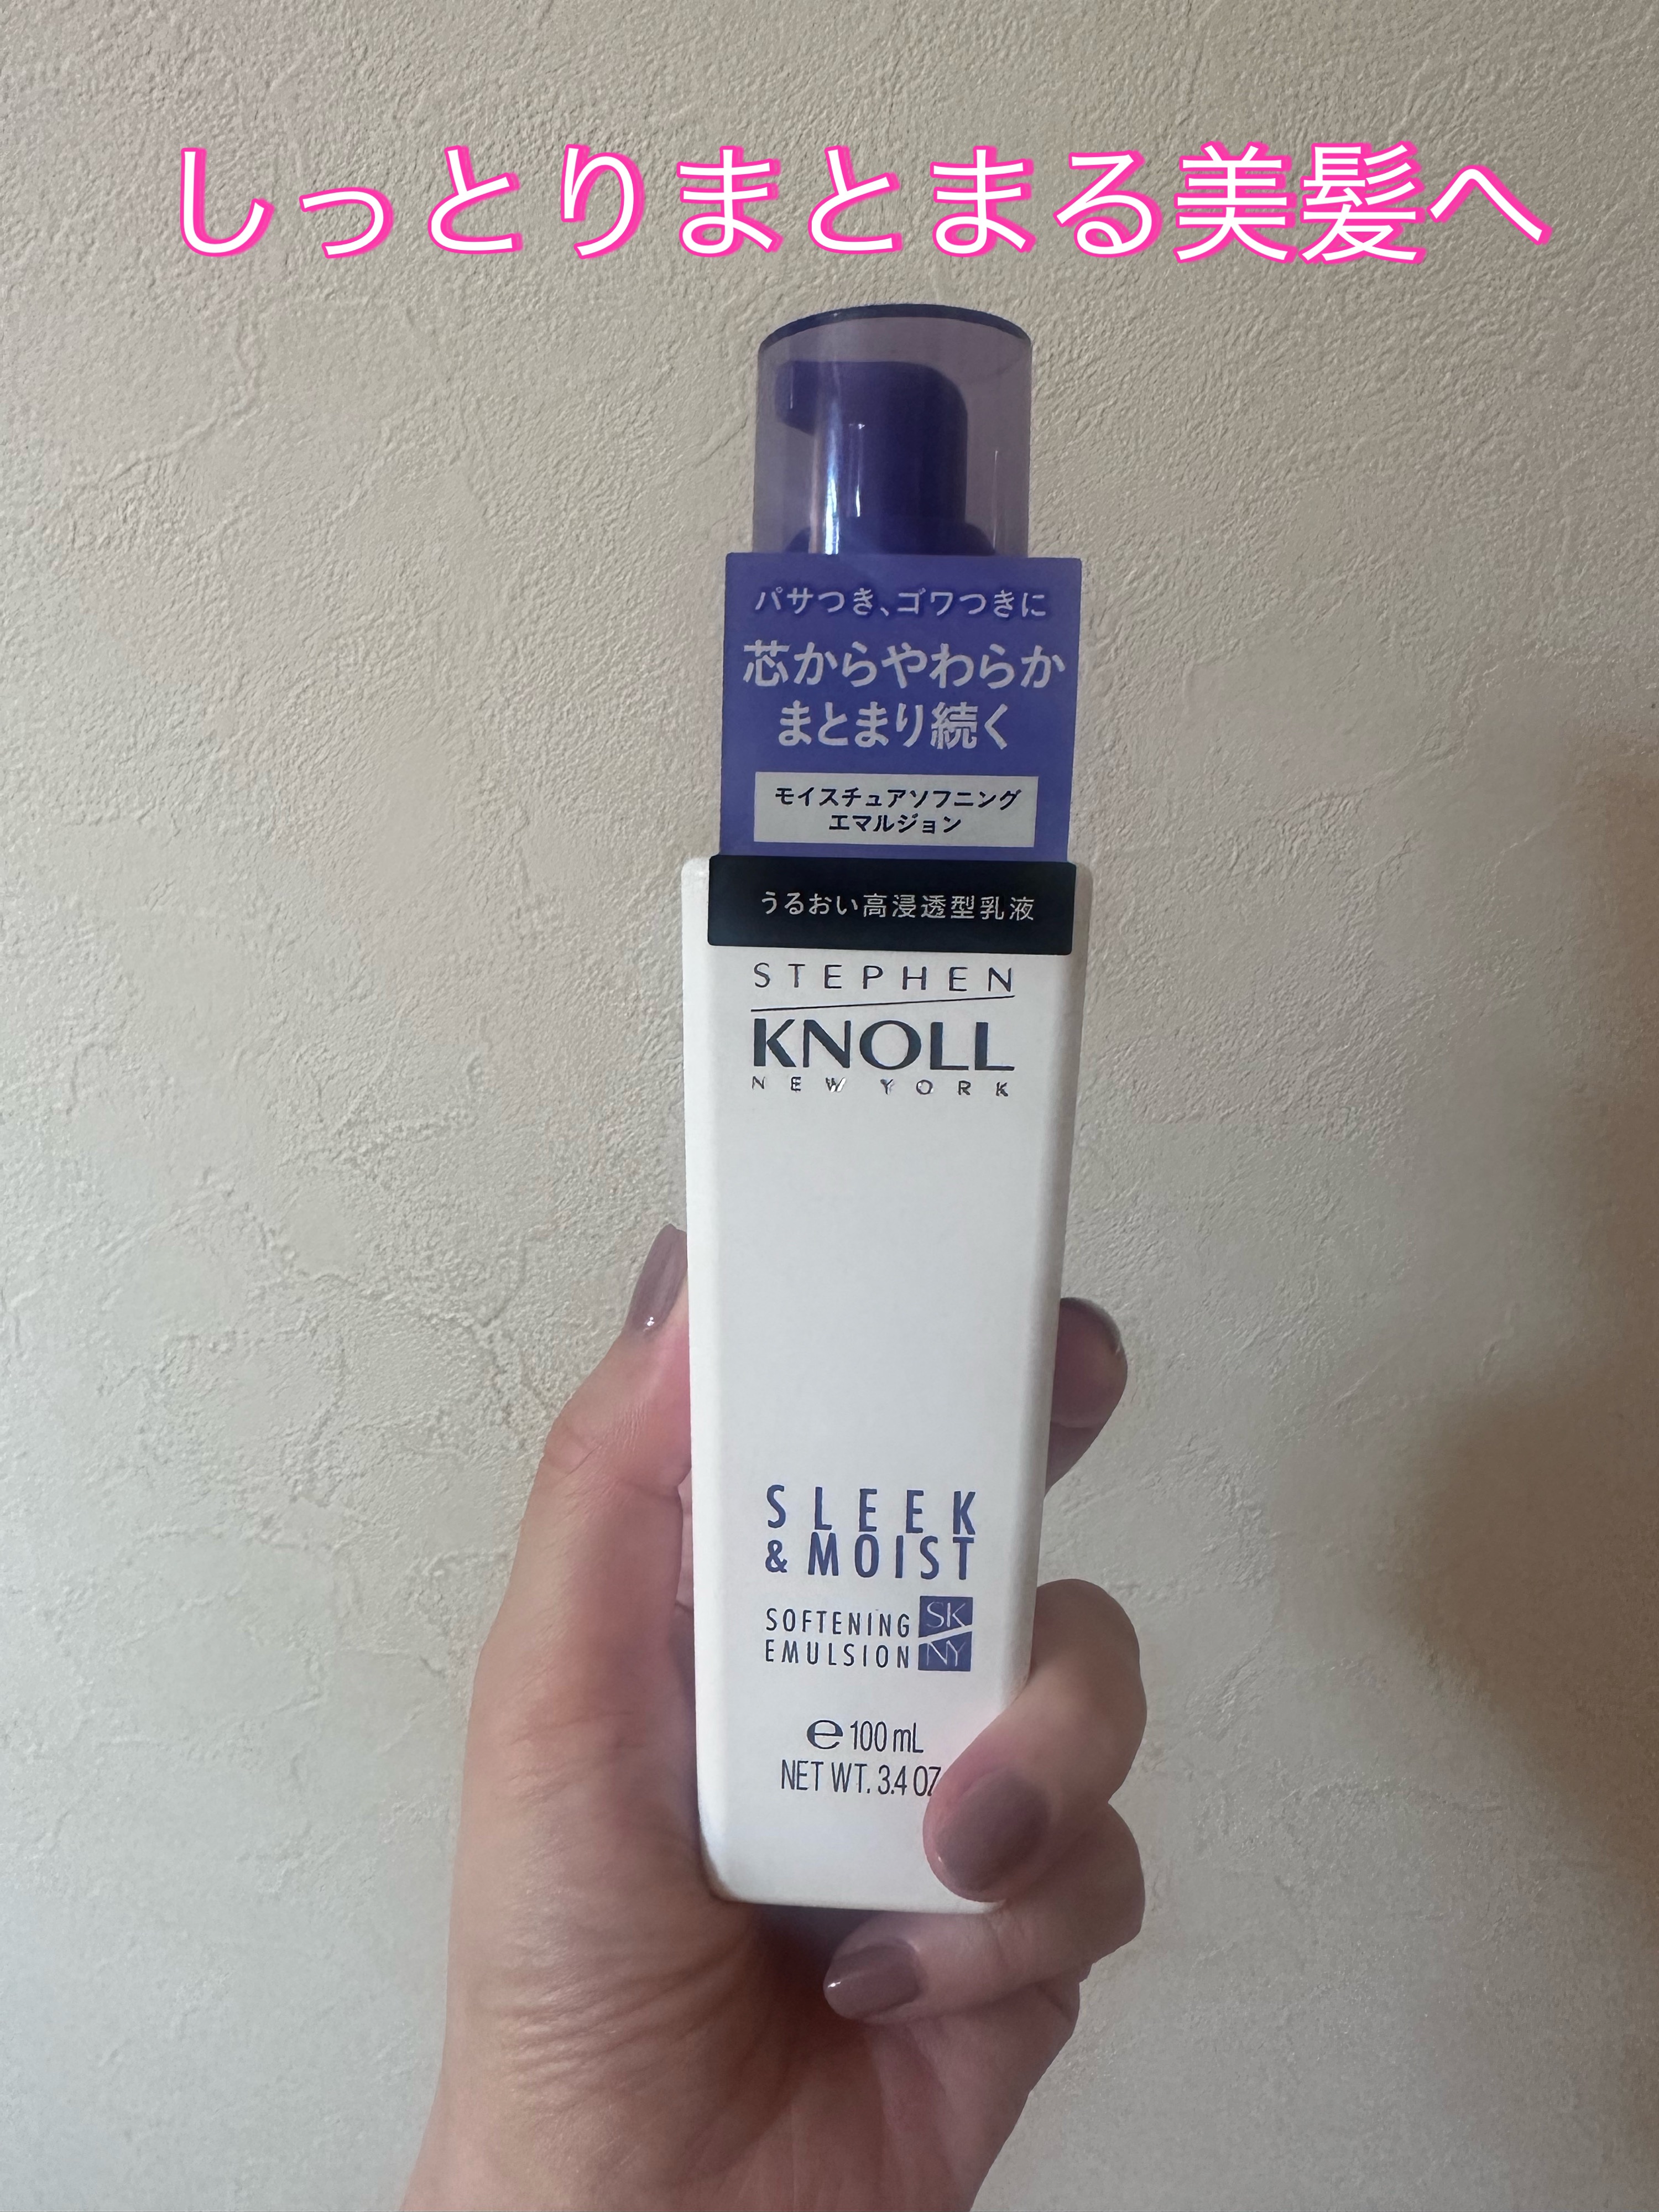 しっとりまとまる美髪へ
パサつき、ゴワつきに
芯からやわらか
まとまり続く
モイスチュアソフニング
エマルジョン
うるおい高浸透型乳液
STEPHEN
KNOLL
NEW YORK
SLEEK
& MOIST
SOFTENING
EMULSION
SK
NY
e 100 mL
NET WT. 3.4 OZ